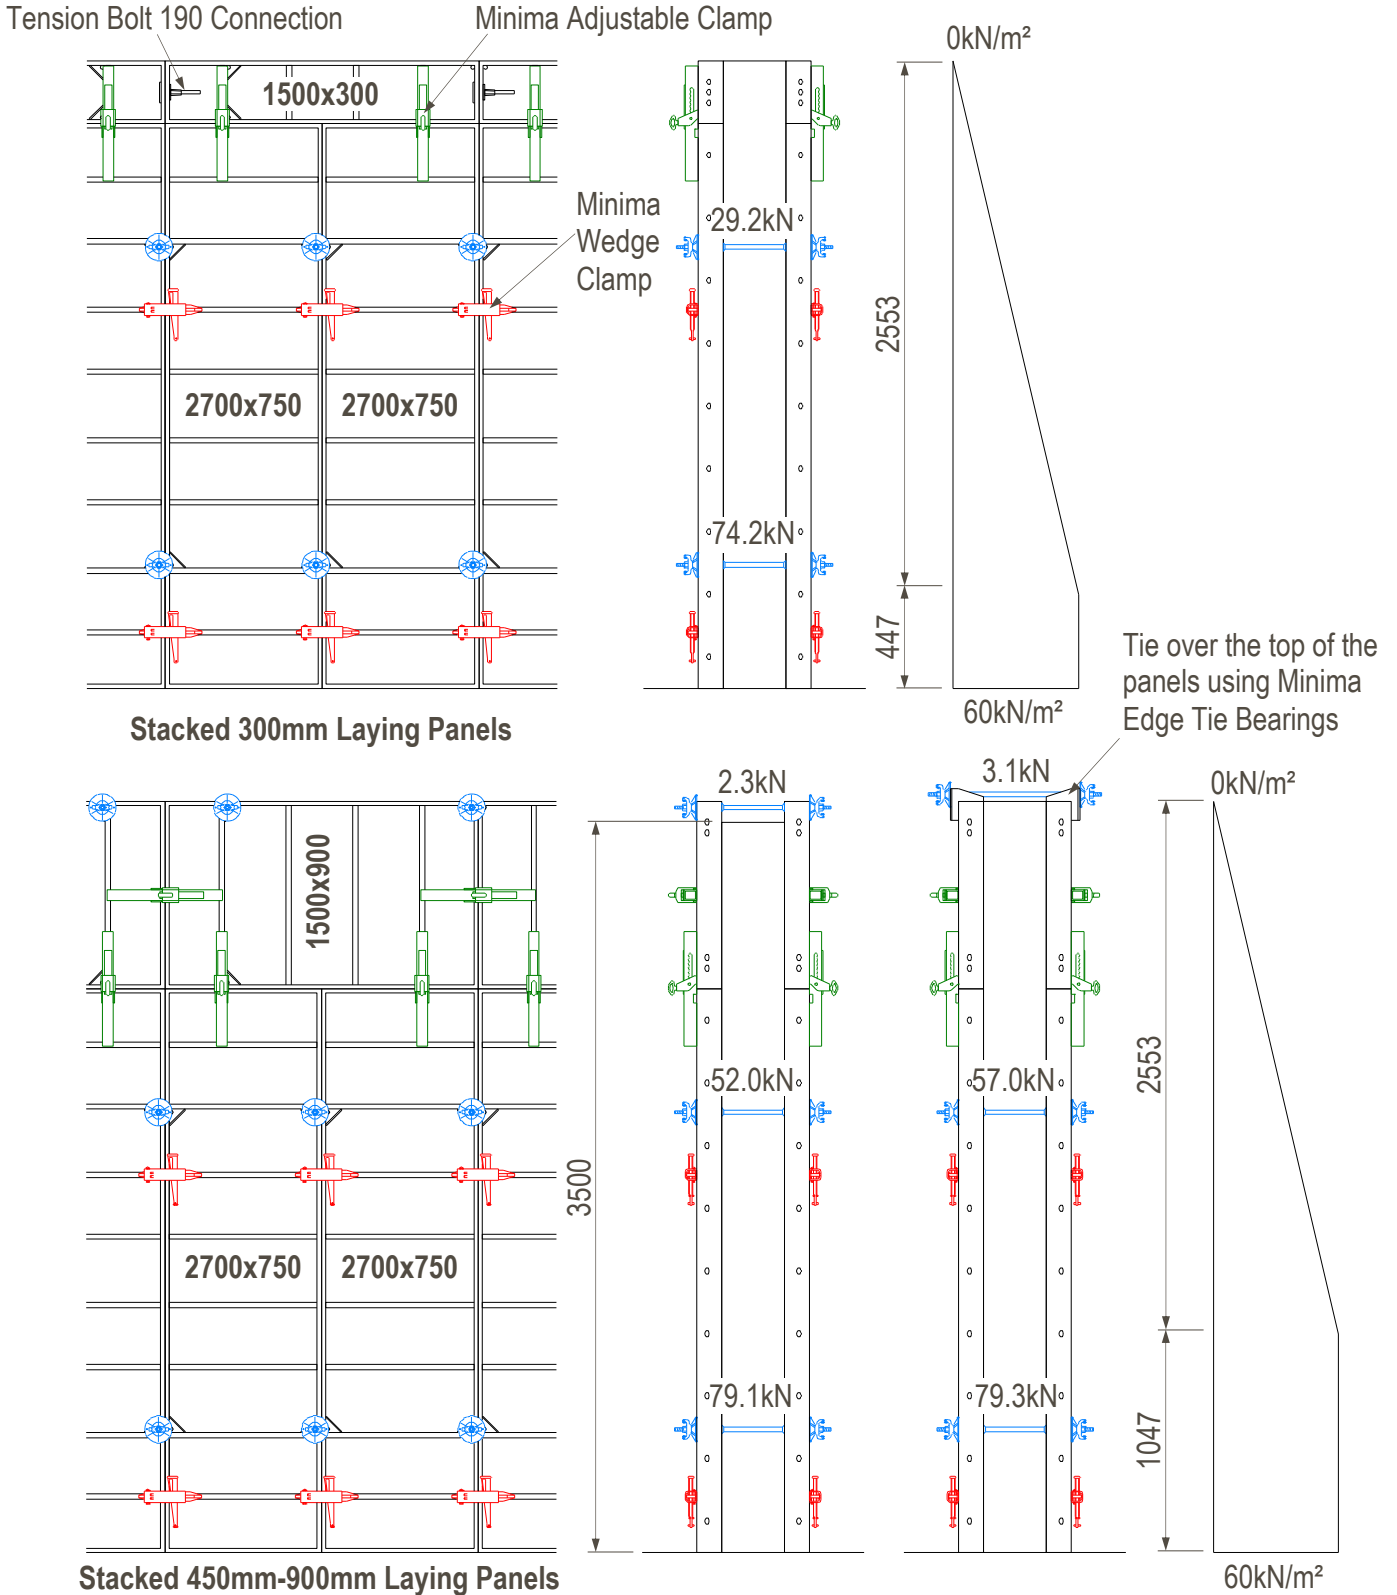 Tension Bolt 190 Connection
Minima Adjustable Clamp
0kN/m²
1500x300
Minima
Wedge
Clamp
29.2kN
2553
2700x750
2700x750
74.2kN
447
60kN/m²
Stacked 300mm Laying Panels
Tie over the top of the
panels using Minima
Edge Tie Bearings
2.3kN
3.1kN
0kN/m²
1500x900
52.0kN
57.0kN
2553
3500
2700x750
2700x750
79.1kN
79.3kN
1047
Stacked 450mm-900mm Laying Panels
60kN/m²